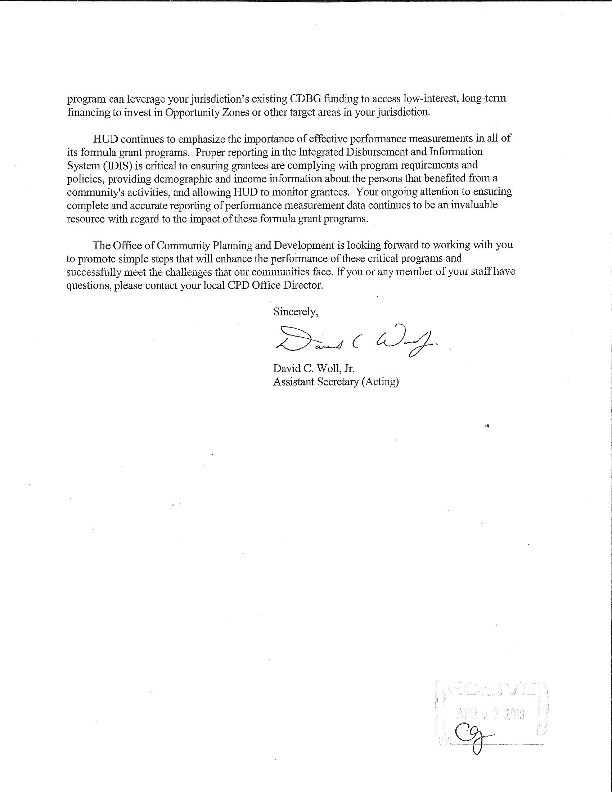 program can leverage your jurisdiction's existing CDBG funding to access low-interest, long-term
financing to invest in Opportunity Zones or other target areas in your jurisdiction.
HUD continues to emphasize the importance of effective performance measurements in all of
its formula grant programs. Proper reporting in the Integrated Disbursement and Information
System (IDIS) is critical to ensuring grantees are complying with program requirements and
policies, providing demographic and income information about the persons that benefited from a
community's activities, and allowing HUD to monitor grantees. Your ongoing attention to ensuring
complete and accurate reporting of performance measurement data continues to be an invaluable
resource with regard to the impact of these formula grant programs.
The Office of Community Planning and Development is looking forward to working with you
to promote simple steps that will enhance the performance of these critical programs and
successfully meet the challenges that our communities face. If you or any member of your staff have
questions, please contact your local CPD Office Director.
Sincerely,
David C Woll Jr.
David C. Woll, Jr.
Assistant Secretary (Acting)
RECEIVED
APR 2019